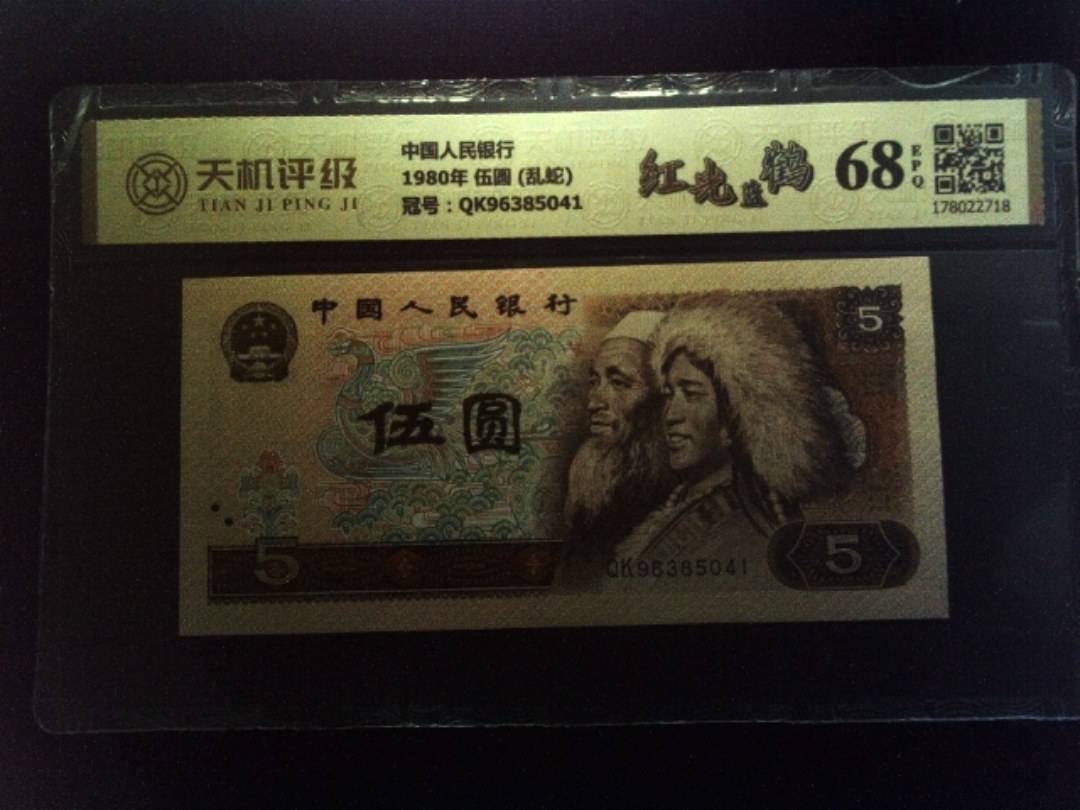 天机评级
TIAN JI PING JI
中国人民银行
1980年 伍圆 (乱蛇)
冠号：QK96385041
红光蓝鹤
68
EPQ
178022718
中国人民银行
5
伍圆
5
QK96385041
5